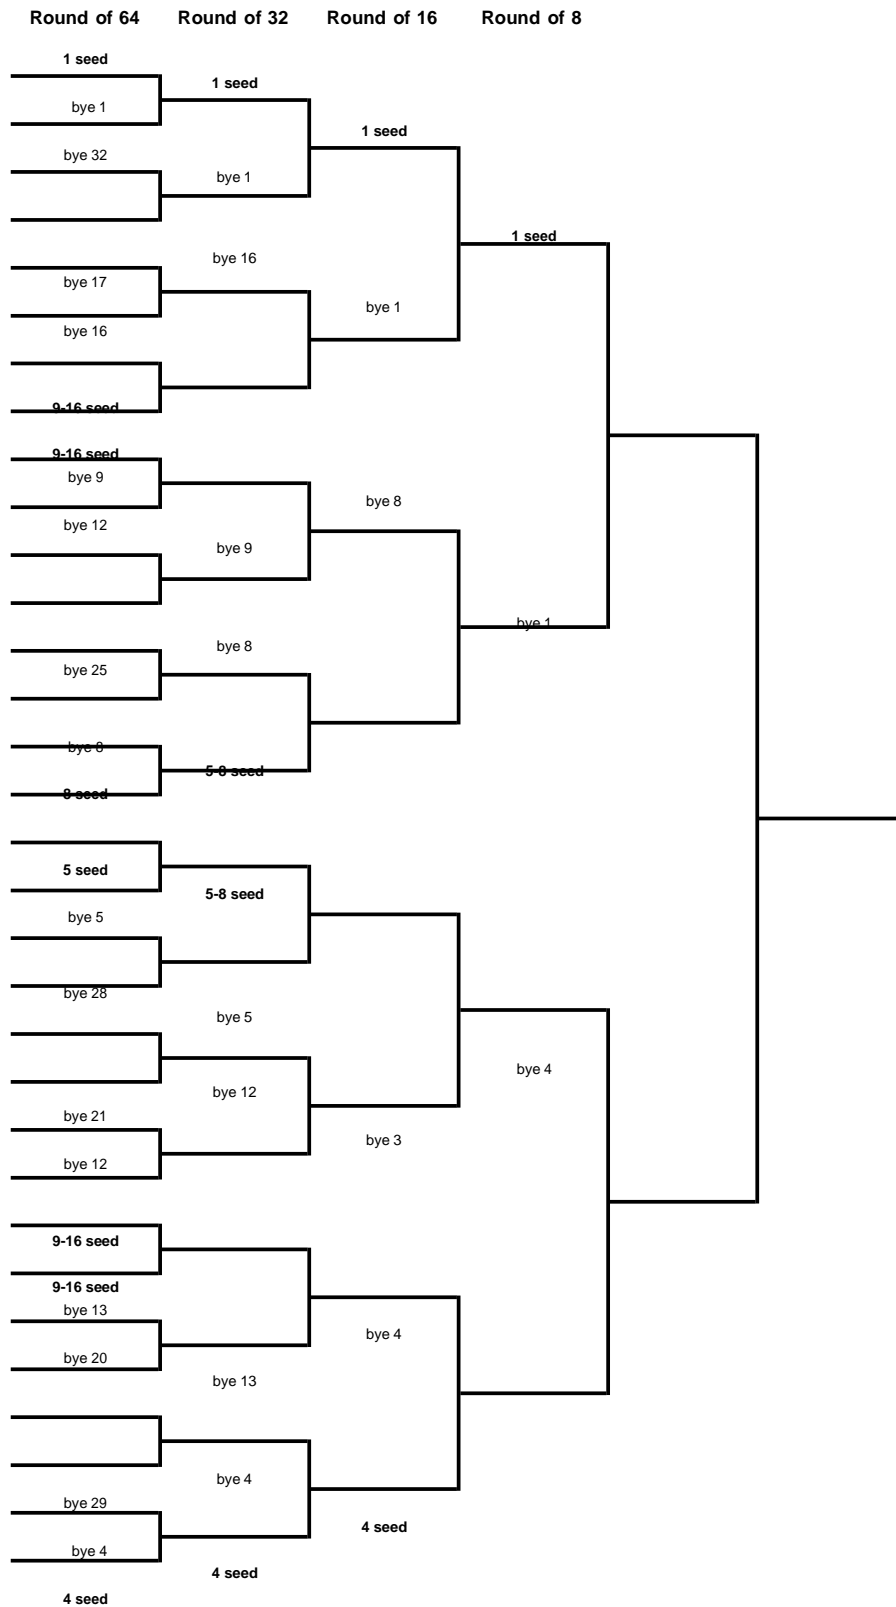 Round of 64 Round of 32 Round of 16 Round of 8
1 seed
bye 1
bye 32
bye 17
bye 16
9-16 seed
9-16 seed
bye 9
bye 12
bye 25
bye 8
8 seed
5 seed
bye 5
bye 28
bye 21
bye 12
9-16 seed
9-16 seed
bye 13
bye 20
bye 29
bye 4
4 seed
1 seed
bye 1
bye 16
bye 9
bye 8
5-8 seed
5-8 seed
bye 5
bye 12
bye 13
bye 4
4 seed
1 seed
bye 1
bye 8
bye 3
bye 4
4 seed
1 seed
bye 1
bye 4